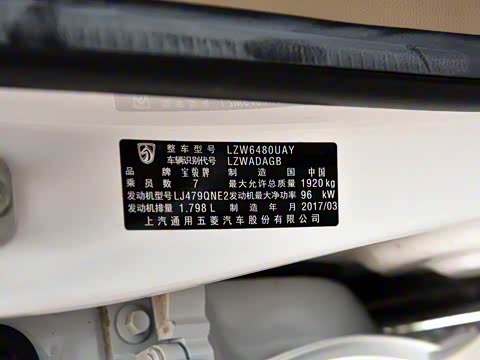 整车型号 LZW6480UAY
车辆识别代号 LZWADAGB
品牌 宝骏牌 制造国 中国
乘员数 7 最大允许总质量 1920 kg
发动机型号 LJ479QNE2 发动机最大净功率 96 kW
发动机排量 1.798 L 制造年月 2017/03
上汽通用五菱汽车股份有限公司